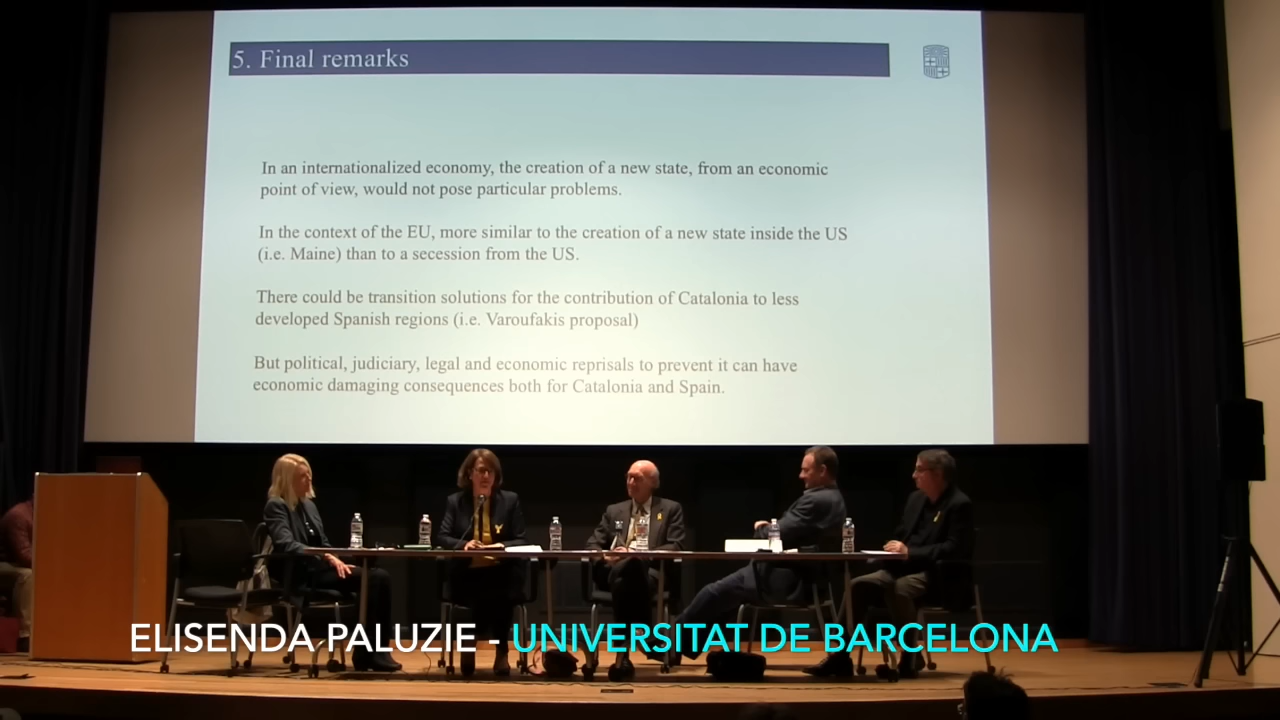 5. Final remarks
In an internationalized economy, the creation of a new state, from an economic
point of view, would not pose particular problems.
In the context of the EU, more similar to the creation of a new state inside the US
(i.e. Maine) than to a secession from the US.
There could be transition solutions for the contribution of Catalonia to less
developed Spanish regions (i.e. Varoufakis proposal)
But political, judiciary, legal and economic reprisals to prevent it can have
economic damaging consequences both for Catalonia and Spain.
ELISENDA PALUZIE - UNIVERSITAT DE BARCELONA